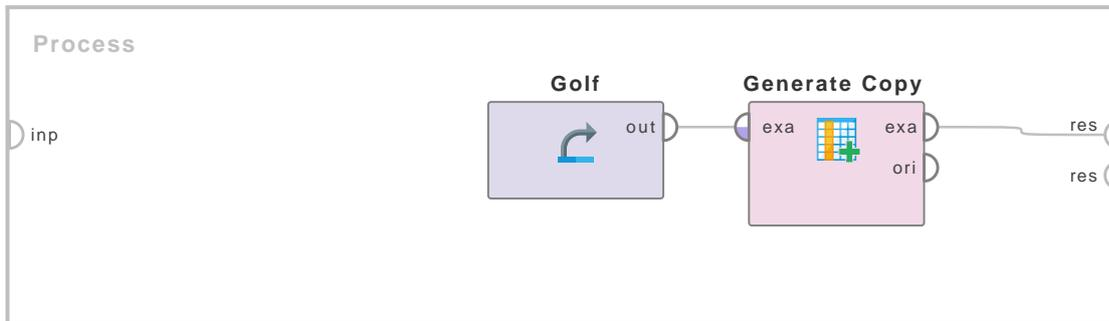 Process
Golf
Generate Copy
inp
out
exa
exa
res
ori
res